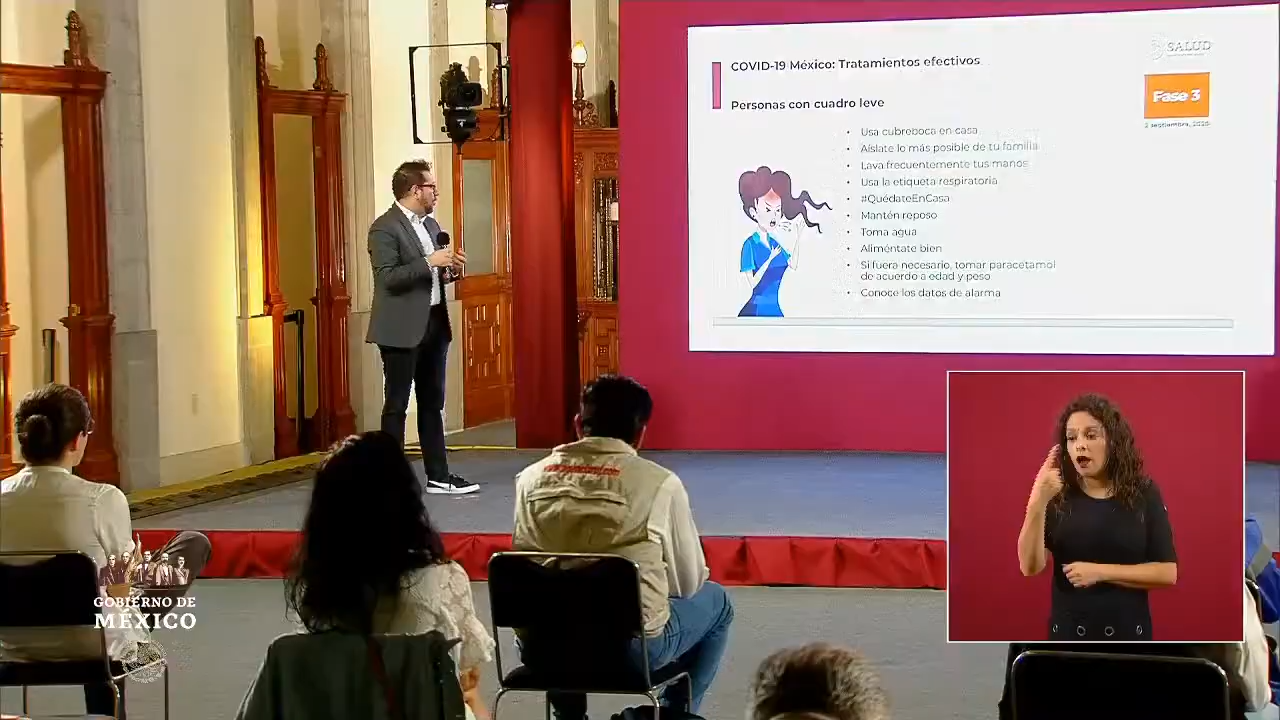 SALUD
COVID-19 México: Tratamientos efectivos
Fase 3
Personas con cuadro leve
• Usa cubreboca en casa
• Aíslate lo más posible de tu familia
• Lava frecuentemente tus manos
• Usa la etiqueta respiratoria
• #QuédateEnCasa
• Mantén reposo
• Toma agua
• Aliméntate bien
• Si fuera necesario, tomar paracetamol
de acuerdo a edad y peso
• Conoce los datos de alarma
GOBIERNO DE
MÉXICO